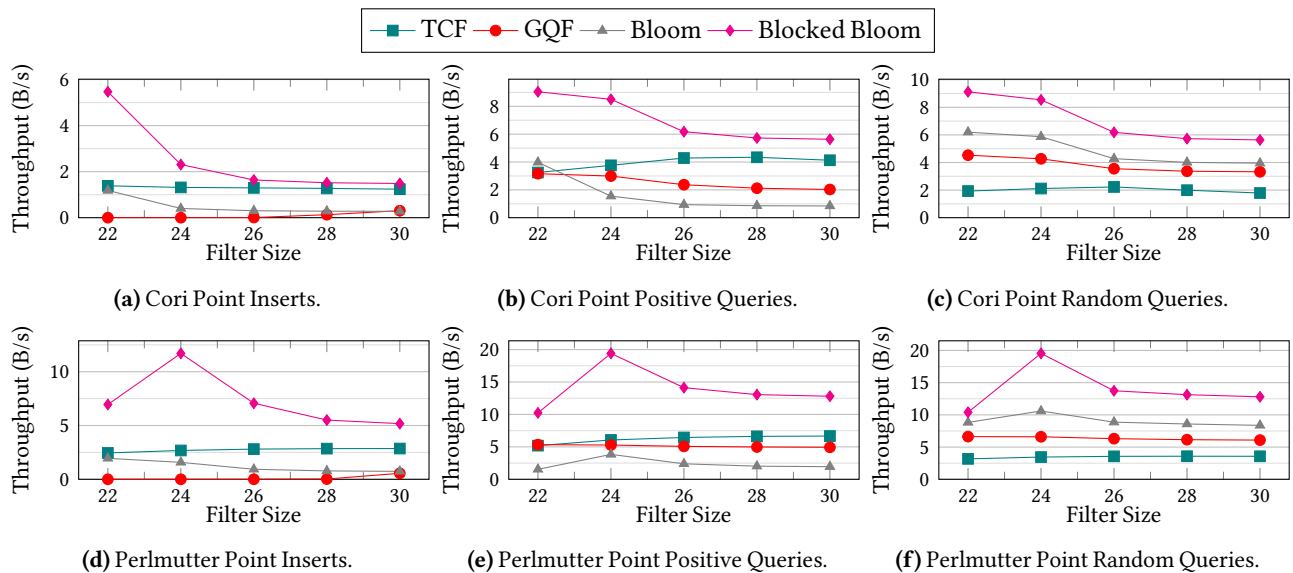 TCF GQF Bloom Blocked Bloom
Throughput (B/s)
6
4
2
0
22 24 26 28 30
Filter Size
(a) Cori Point Inserts.
Throughput (B/s)
10
8
6
4
2
0
22 24 26 28 30
Filter Size
(b) Cori Point Positive Queries.
Throughput (B/s)
10
8
6
4
2
0
22 24 26 28 30
Filter Size
(c) Cori Point Random Queries.
Throughput (B/s)
10
5
0
22 24 26 28 30
Filter Size
(d) Perlmutter Point Inserts.
Throughput (B/s)
20
15
10
5
0
22 24 26 28 30
Filter Size
(e) Perlmutter Point Positive Queries.
Throughput (B/s)
20
15
10
5
0
22 24 26 28 30
Filter Size
(f) Perlmutter Point Random Queries.